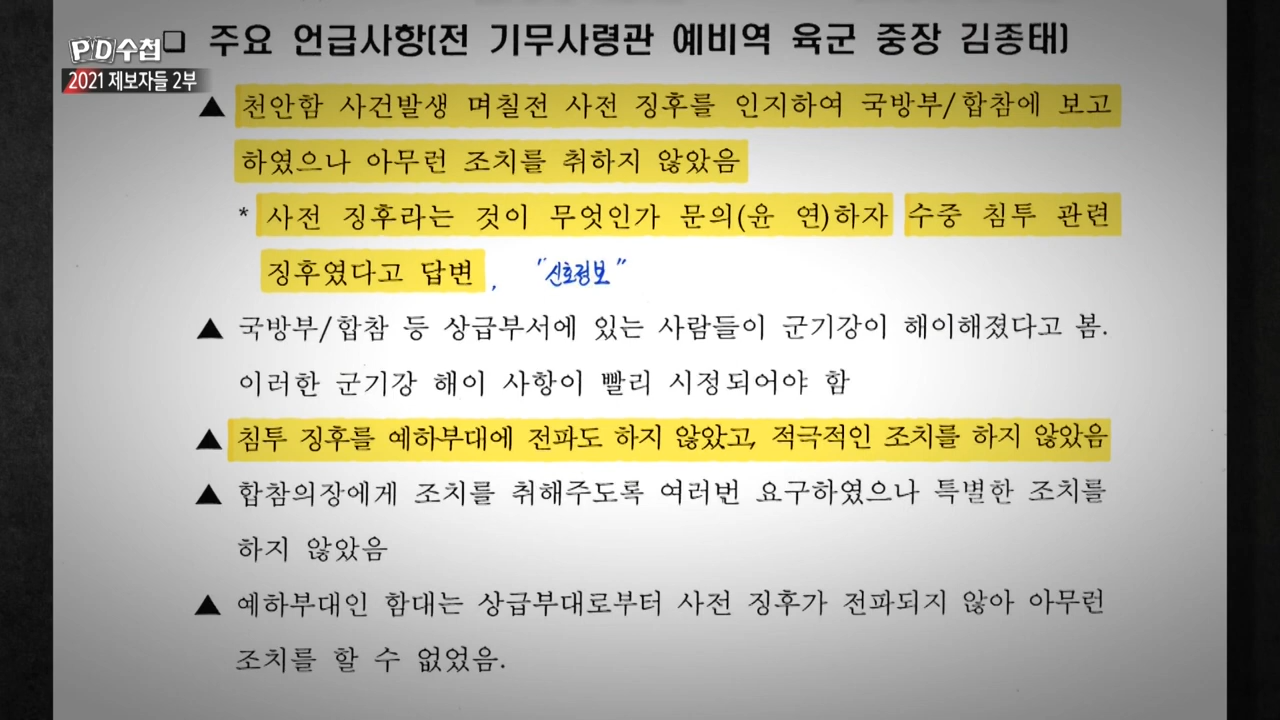 PD수첩
2021 제보자들 2부
□ 주요 언급사항(전 기무사령관 예비역 육군 중장 김종태)
▲ 천안함 사건발생 며칠전 사전 징후를 인지하여 국방부/합참에 보고
하였으나 아무런 조치를 취하지 않았음
* 사전 징후라는 것이 무엇인가 문의(윤 연)하자 수중 침투 관련
징후였다고 답변, "신호정보"
▲ 국방부/합참 등 상급부서에 있는 사람들이 군기강이 해이해졌다고 봄.
이러한 군기강 해이 사항이 빨리 시정되어야 함
▲ 침투 징후를 예하부대에 전파도 하지 않았고, 적극적인 조치를 하지 않았음
▲ 합참의장에게 조치를 취해주도록 여러번 요구하였으나 특별한 조치를
하지 않았음
▲ 예하부대인 함대는 상급부대로부터 사전 징후가 전파되지 않아 아무런
조치를 할 수 없었음.